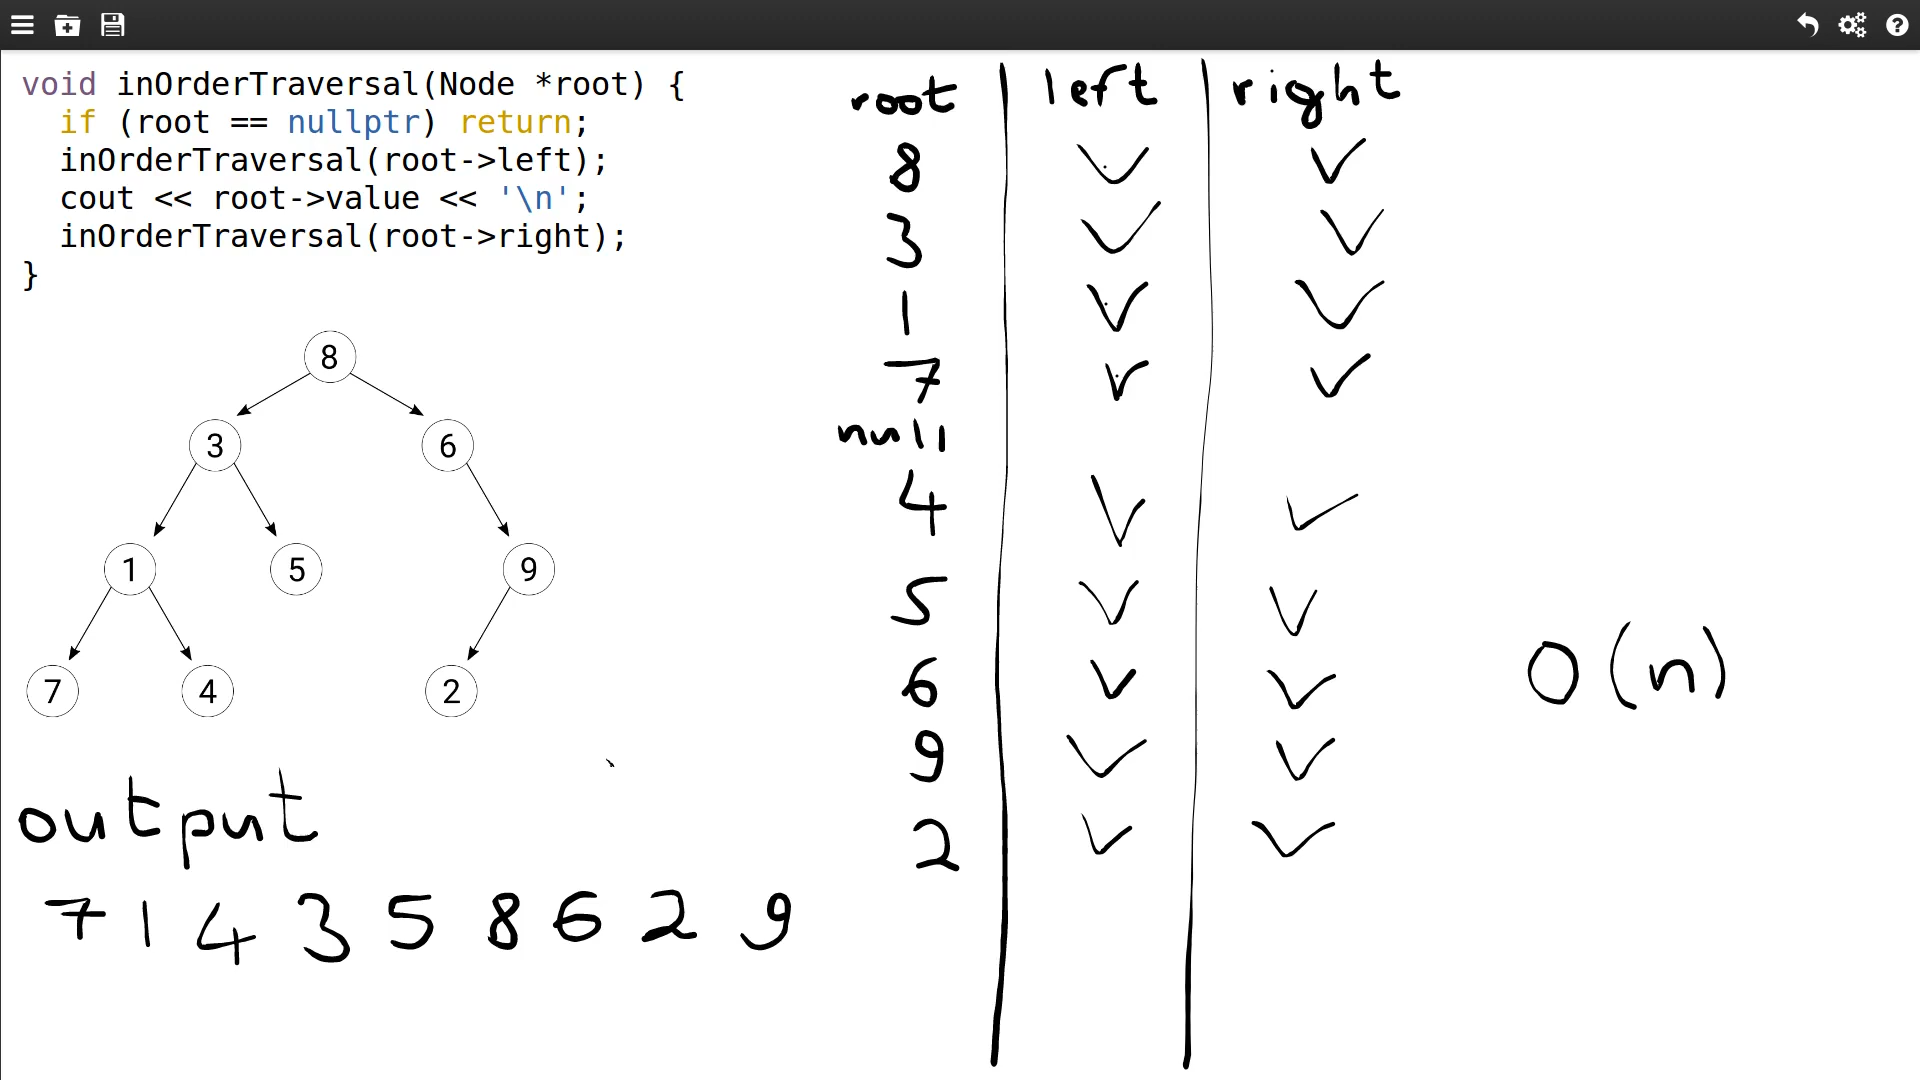 void inOrderTraversal(Node *root) {
if (root == nullptr) return;
inOrderTraversal(root->left);
cout << root->value << '\n';
inOrderTraversal(root->right);
}
8
3 6
1 5 9
7 4 2
output
7 1 4 3 5 8 6 2 9
root left right
8
3
1
7
null
4
5
6
9
2
O(n)